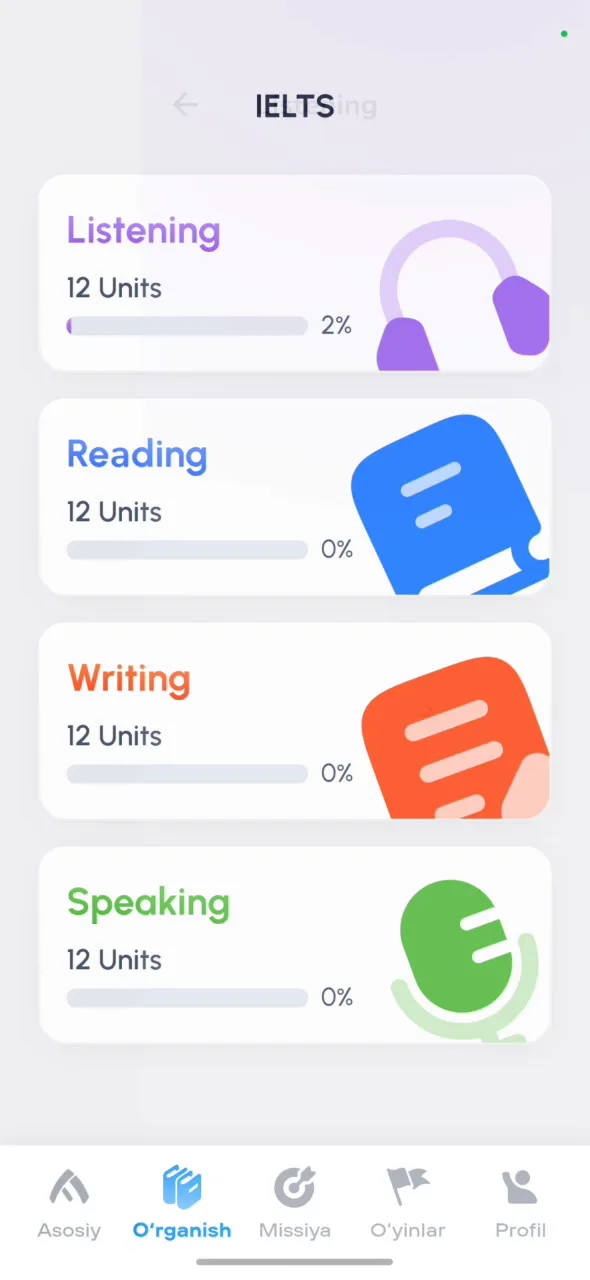 IELTS
Listening
12 Units
2%
Reading
12 Units
0%
Writing
12 Units
0%
Speaking
12 Units
0%
Asosiy
O‘rganish
Missiya
O‘yinlar
Profil